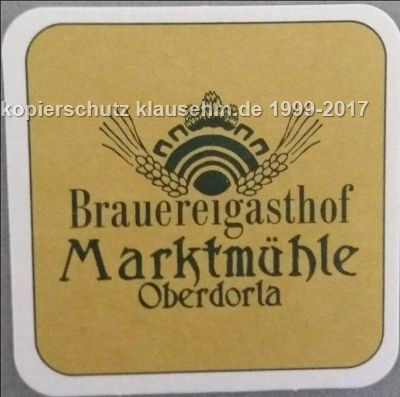 kopierschutz klausehm.de 1999-2017
Brauereigasthof
Marktmühle
Oberdorla